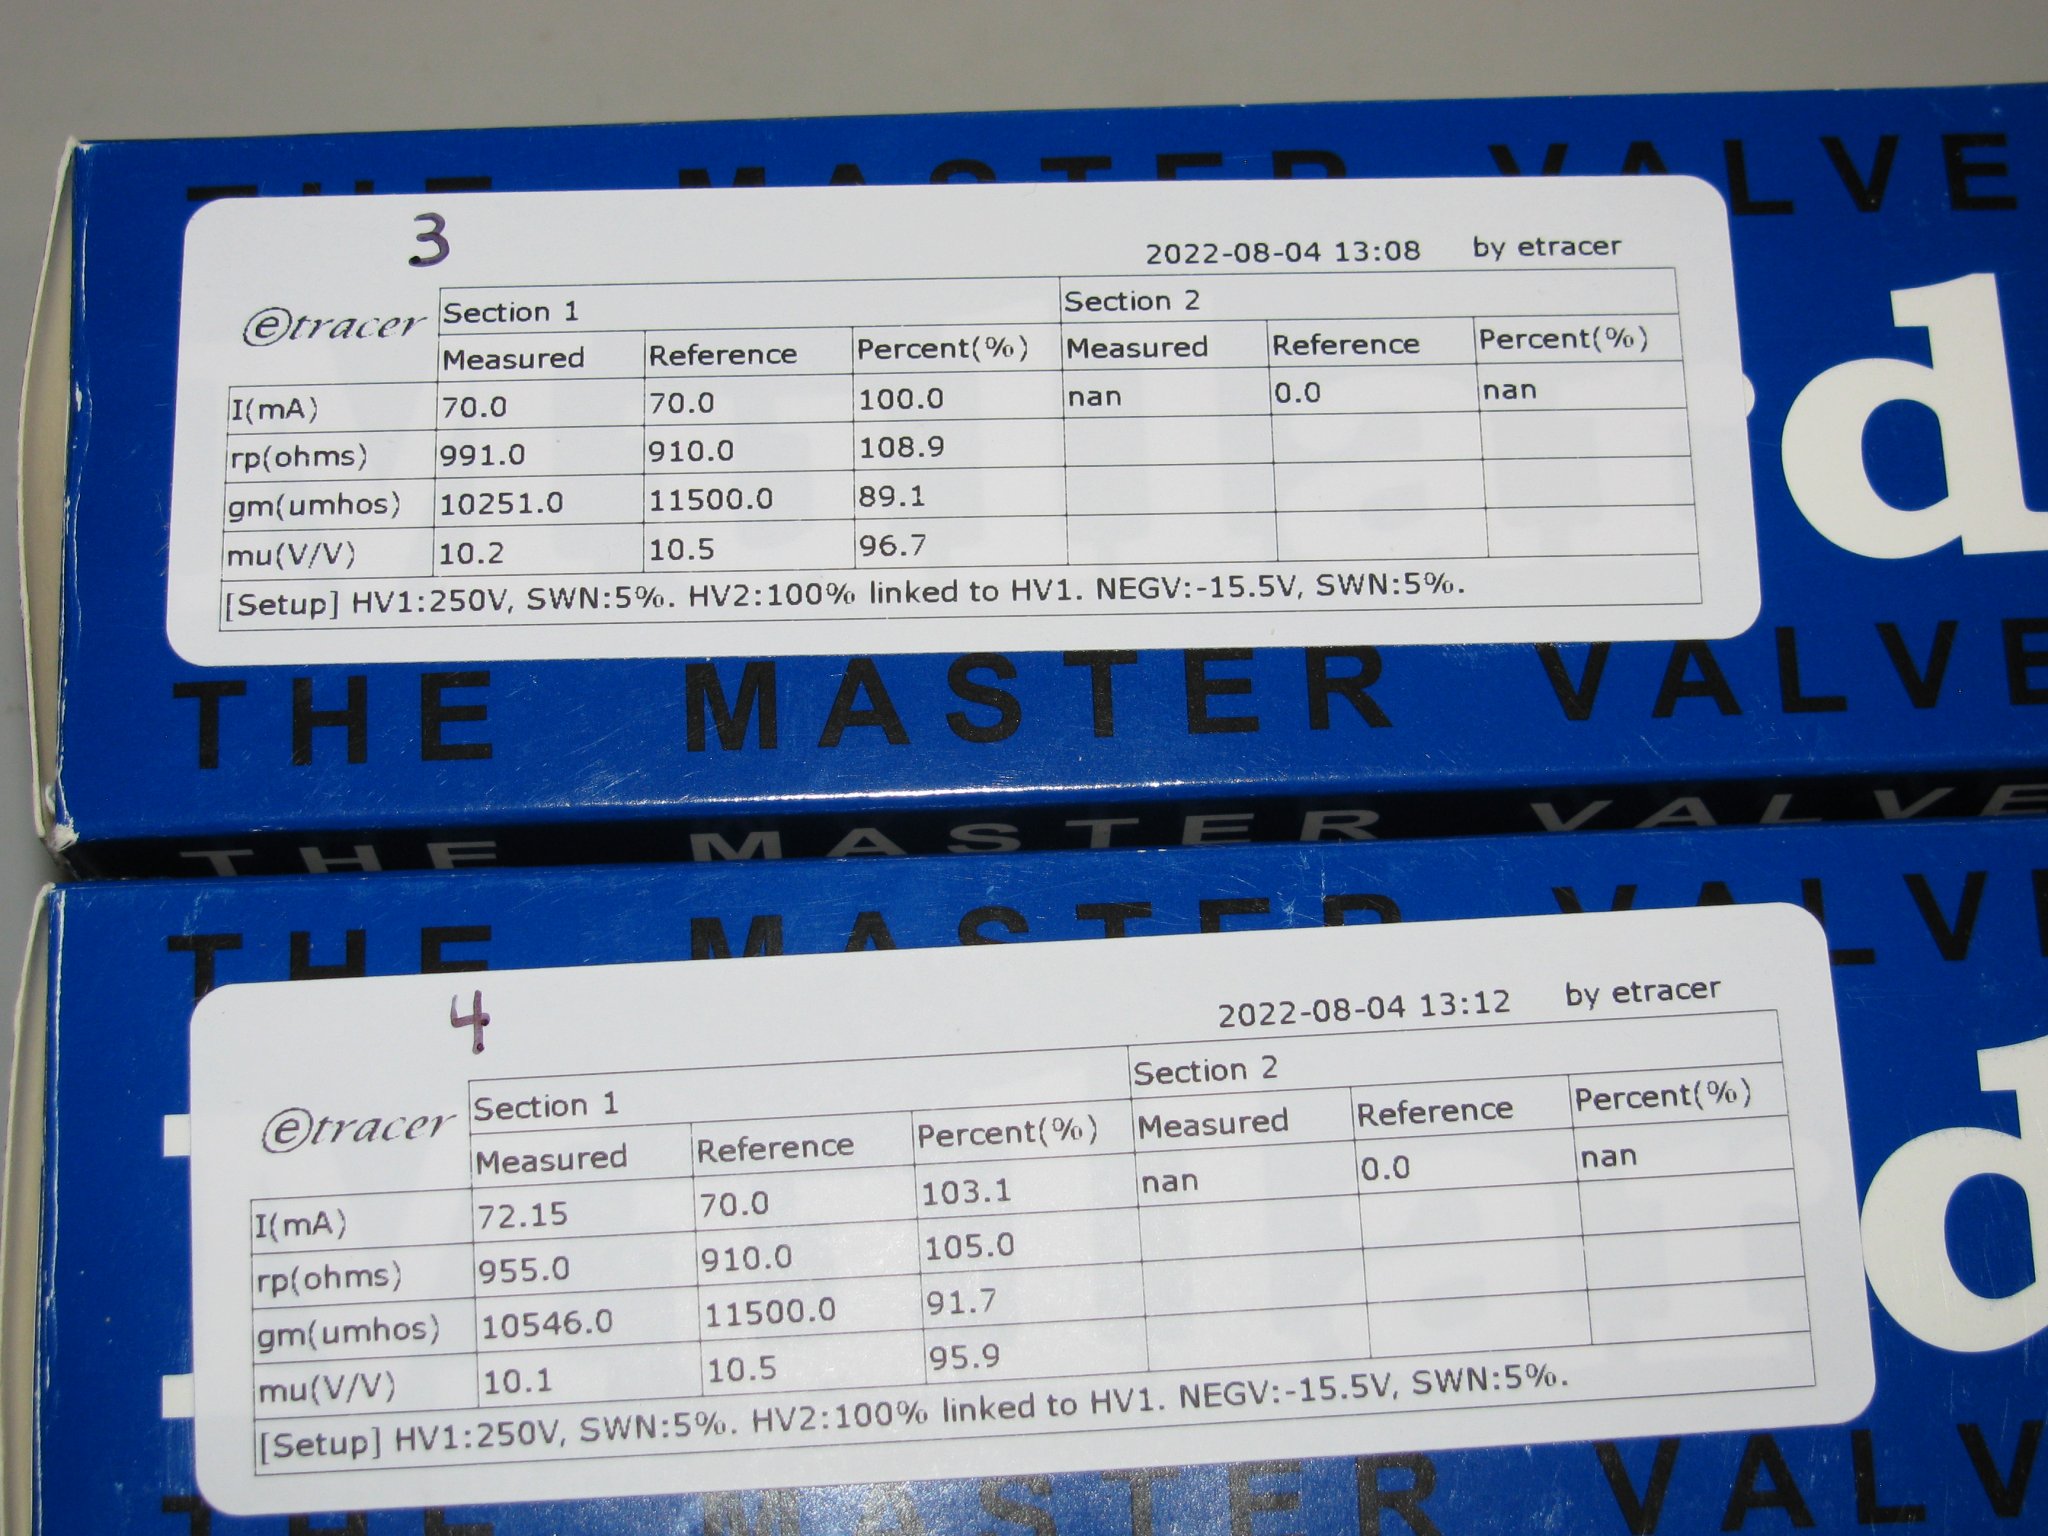 THE MASTER VALVE
3
2022-08-04 13:08 by etracer
etracer Section 1 Section 2
Measured Reference Percent(%) Measured Reference Percent(%)
I(mA) 70.0 70.0 100.0 nan 0.0 nan
rp(ohms) 991.0 910.0 108.9
gm(umhos) 10251.0 11500.0 89.1
mu(V/V) 10.2 10.5 96.7
[Setup] HV1:250V, SWN:5%. HV2:100% linked to HV1. NEGV:-15.5V, SWN:5%.
d
THE MASTER VALVE
THE MASTER VALVE
THE MASTER VALVE
4
2022-08-04 13:12 by etracer
etracer Section 1 Section 2
Measured Reference Percent(%) Measured Reference Percent(%)
I(mA) 72.15 70.0 103.1 nan 0.0 nan
rp(ohms) 955.0 910.0 105.0
gm(umhos) 10546.0 11500.0 91.7
mu(V/V) 10.1 10.5 95.9
[Setup] HV1:250V, SWN:5%. HV2:100% linked to HV1. NEGV:-15.5V, SWN:5%.
d
THE MASTER VALV